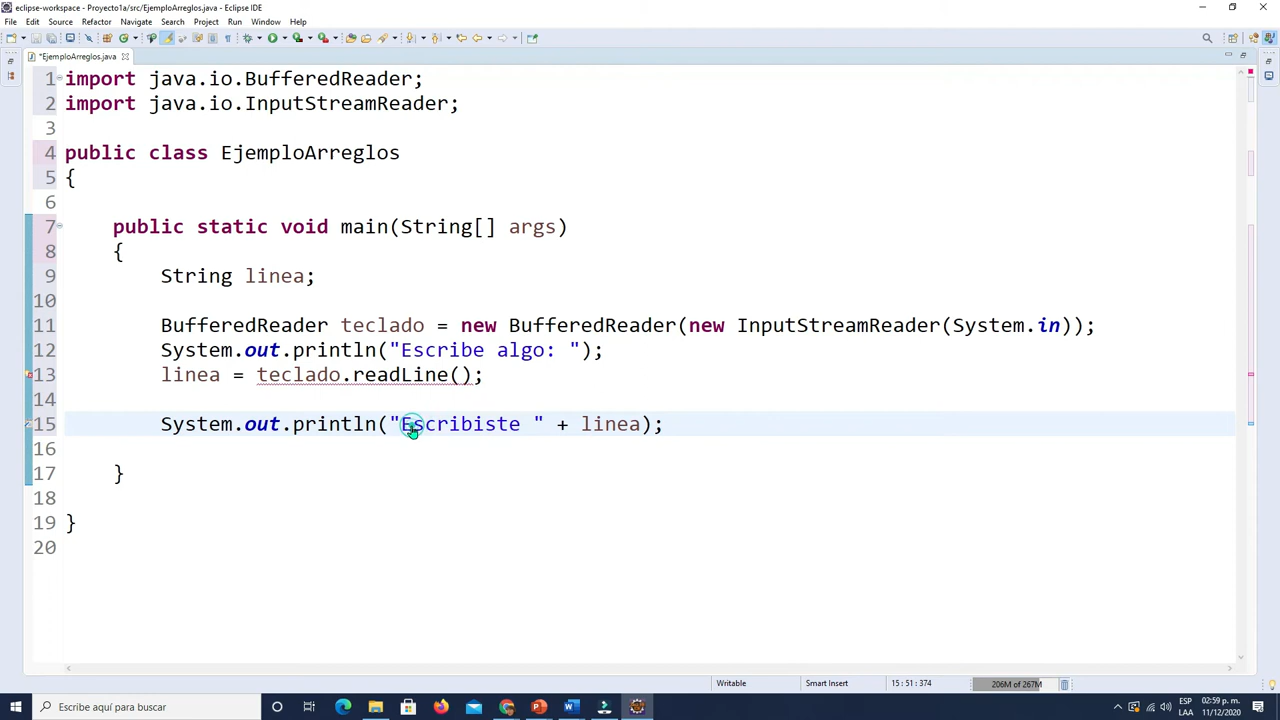 eclipse-workspace - Proyecto1a/src/EjemploArreglos.java - Eclipse IDE
File Edit Source Refactor Navigate Search Project Run Window Help
*EjemploArreglos.java
1 import java.io.BufferedReader;
2 import java.io.InputStreamReader;
3
4 public class EjemploArreglos
5 {
6
7 public static void main(String[] args)
8 {
9 String linea;
10
11 BufferedReader teclado = new BufferedReader(new InputStreamReader(System.in));
12 System.out.println("Escribe algo: ");
13 linea = teclado.readLine();
14
15 System.out.println("Escribiste " + linea);
16
17 }
18
19 }
20
Writable Smart Insert 15 : 51 : 374 206M of 267M
Escribe aquí para buscar
ESP 02:59 p. m.
LAA 11/12/2020